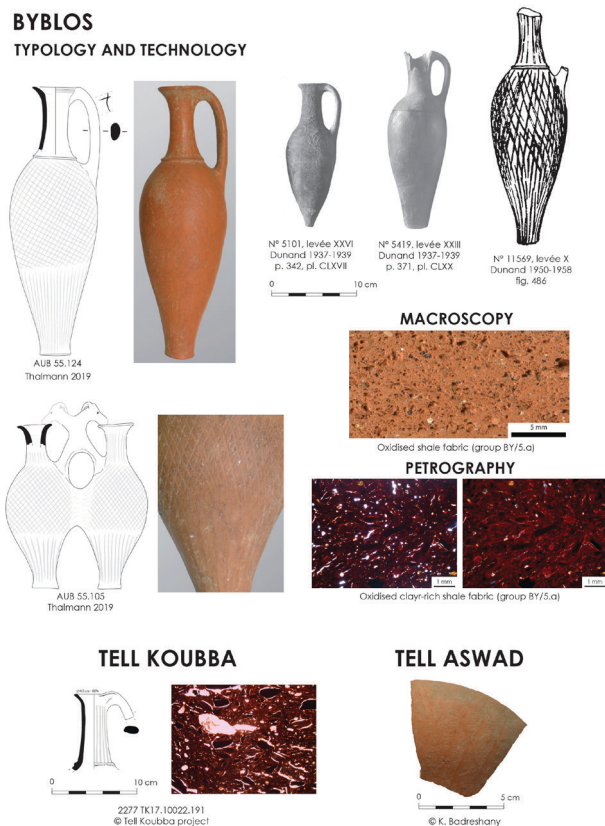 BYBLOS
TYPOLOGY AND TECHNOLOGY
N° 5101, levée XXVI
Dunand 1937-1939
p. 342, pl. CLXVII
N° 5419, levée XXIII
Dunand 1937-1939
p. 371, pl. CLXX
N° 11569, levée X
Dunand 1950-1958
fig. 486
0 10 cm
AUB 55.124
Thalmann 2019
MACROSCOPY
5 mm
Oxidised shale fabric (group BY/5.a)
PETROGRAPHY
1 mm
1 mm
Oxidised clayr-rich shale fabric (group BY/5.a)
AUB 55.105
Thalmann 2019
TELL KOUBBA
0 10 cm
2277 TK17.10022.191
© Tell Koubba project
TELL ASWAD
0 5 cm
© K. Badreshany